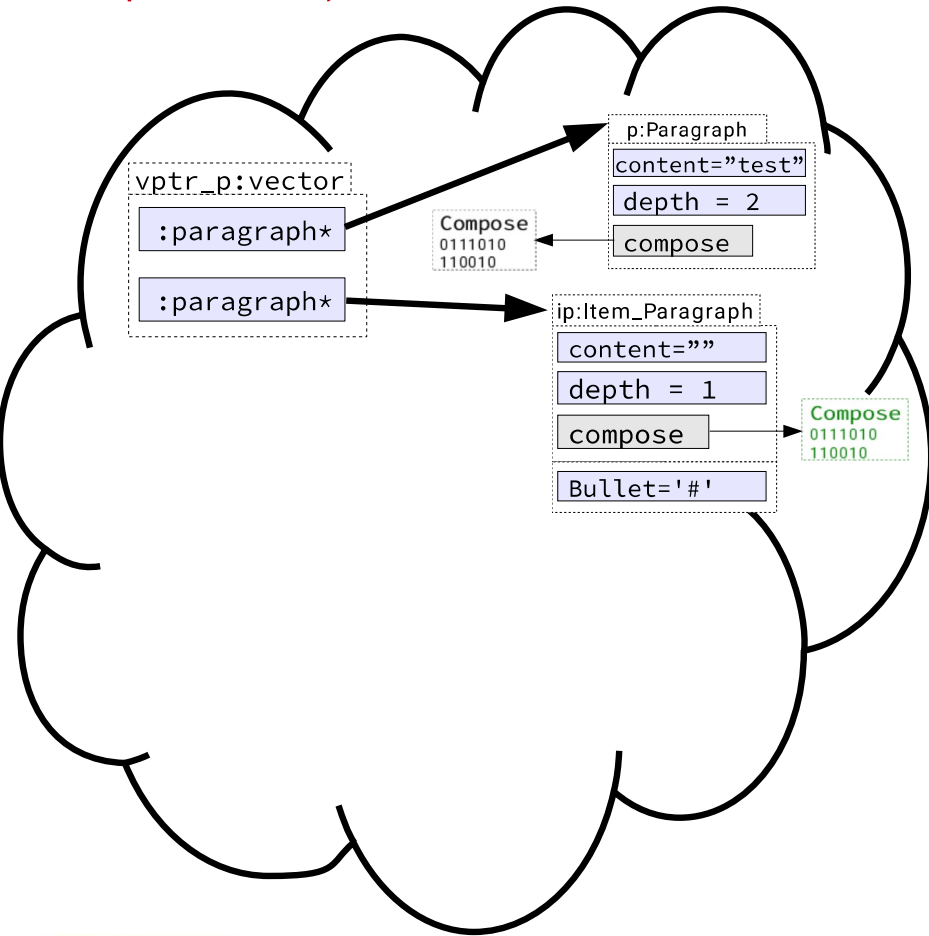 p:Paragraph
content=”test”
depth = 2
compose
vptr_p:vector
:paragraph*
:paragraph*
Compose
0111010
110010
ip:Item_Paragraph
content=””
depth = 1
compose
Bullet='#'
Compose
0111010
110010